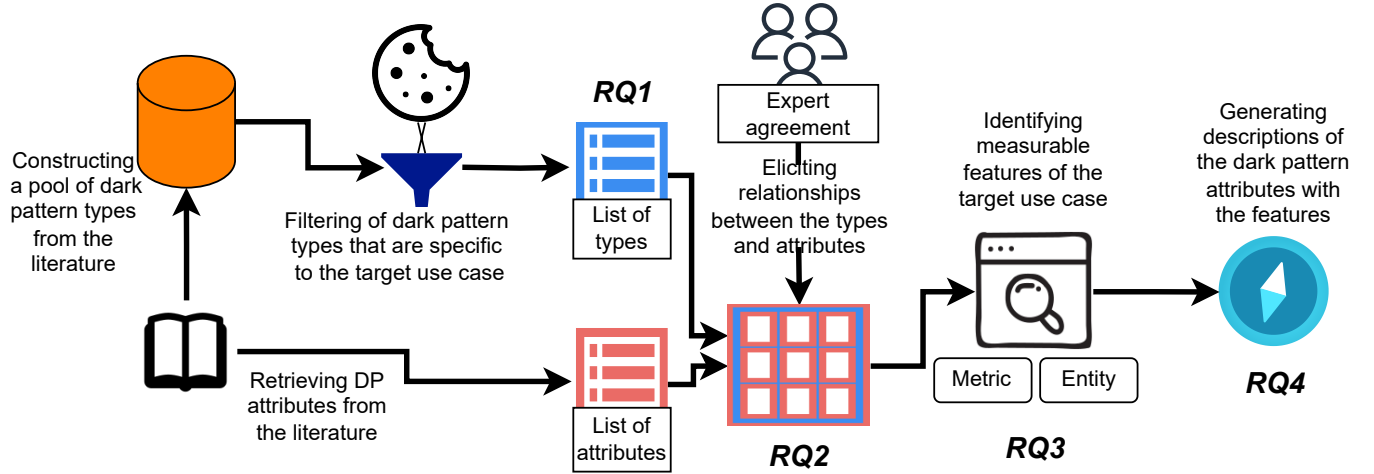 Constructing
a pool of dark
pattern types
from the
literature
Filtering of dark pattern
types that are specific
to the target use case
Retrieving DP
attributes from
the literature
RQ1
List of
types
List of
attributes
Expert
agreement
Eliciting
relationships
between the types
and attributes
RQ2
Identifying
measurable
features of the
target use case
Metric
Entity
RQ3
Generating
descriptions of
the dark pattern
attributes with
the features
RQ4